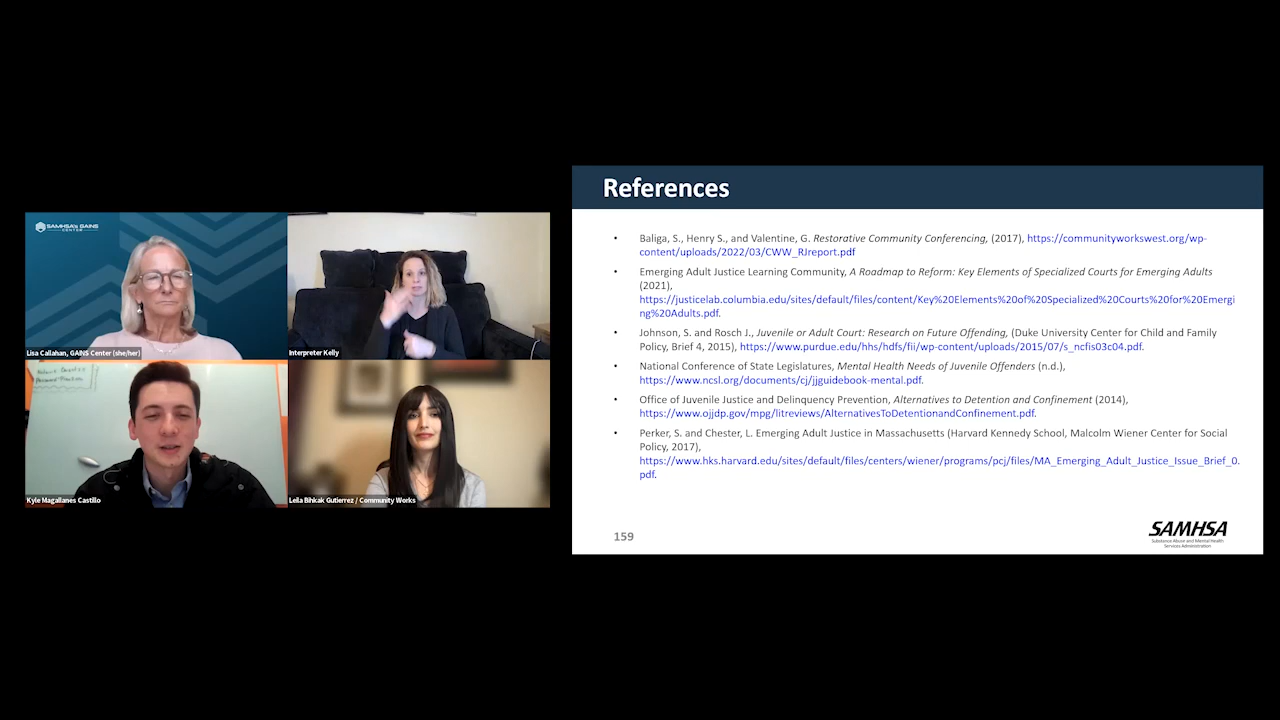 SAMHSA's GAINS
CENTER
Lisa Callahan, GAINS Center (she/her)
Interpreter Kelly
Kyle Magallanes Castillo
Leila Bihkak Gutierrez / Community Works
References
• Baliga, S., Henry S., and Valentine, G. Restorative Community Conferencing, (2017), https://communityworkswest.org/wp-
content/uploads/2022/03/CWW_RJreport.pdf
• Emerging Adult Justice Learning Community, A Roadmap to Reform: Key Elements of Specialized Courts for Emerging Adults
(2021),
https://justicelab.columbia.edu/sites/default/files/content/Key%20Elements%20of%20Specialized%20Courts%20for%20Emergi
ng%20Adults.pdf.
• Johnson, S. and Rosch J., Juvenile or Adult Court: Research on Future Offending, (Duke University Center for Child and Family
Policy, Brief 4, 2015), https://www.purdue.edu/hhs/hdfs/fii/wp-content/uploads/2015/07/s_ncfis03c04.pdf.
• National Conference of State Legislatures, Mental Health Needs of Juvenile Offenders (n.d.),
https://www.ncsl.org/documents/cj/jjguidebook-mental.pdf.
• Office of Juvenile Justice and Delinquency Prevention, Alternatives to Detention and Confinement (2014),
https://www.ojjdp.gov/mpg/litreviews/AlternativesToDetentionandConfinement.pdf.
• Perker, S. and Chester, L. Emerging Adult Justice in Massachusetts (Harvard Kennedy School, Malcolm Wiener Center for Social
Policy, 2017),
https://www.hks.harvard.edu/sites/default/files/centers/wiener/programs/pcj/files/MA_Emerging_Adult_Justice_Issue_Brief_0.
pdf.
159
SAMHSA
Substance Abuse and Mental Health
Services Administration